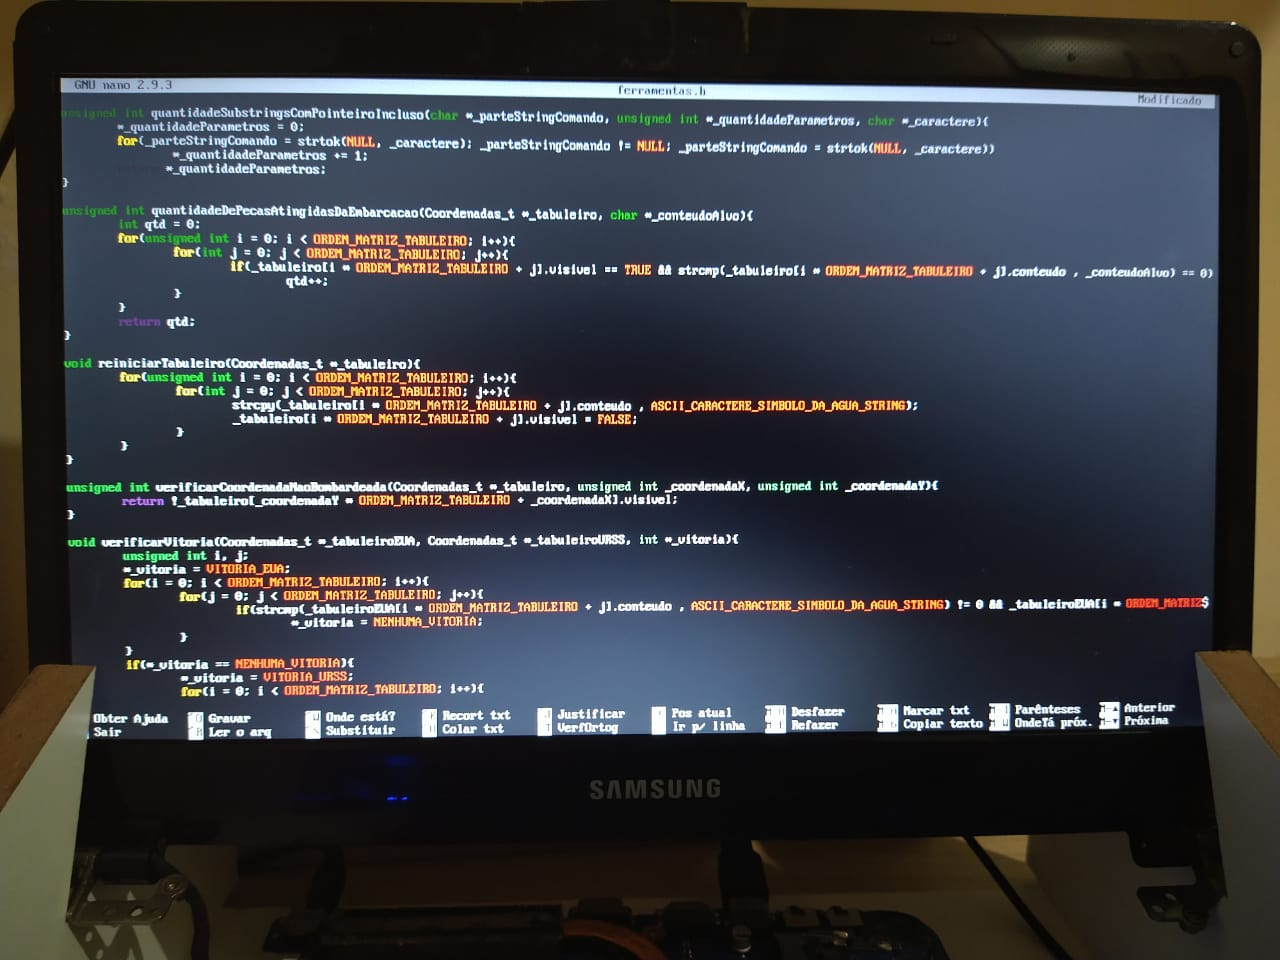 GNU nano 2.9.3
ferramentas.h
Modificado
unsigned int quantidadeSubstringsComPointeiroIncluso(char *_parteStringComando, unsigned int *_quantidadeParametros, char *_caractere){
*_quantidadeParametros = 0;
for(_parteStringComando = strtok(NULL, _caractere); _parteStringComando != NULL; _parteStringComando = strtok(NULL, _caractere))
*_quantidadeParametros += 1;
return *_quantidadeParametros;
}
unsigned int quantidadeDePecasAtingidasDaEmbarcacao(Coordenadas_t *_tabuleiro, char *_conteudoAlvo){
int qtd = 0;
for(unsigned int i = 0; i < ORDEM_MATRIZ_TABULEIRO; i++){
for(int j = 0; j < ORDEM_MATRIZ_TABULEIRO; j++){
if(_tabuleiro[i * ORDEM_MATRIZ_TABULEIRO + j].visivel == TRUE && strcmp(_tabuleiro[i * ORDEM_MATRIZ_TABULEIRO + j].conteudo , _conteudoAlvo) == 0)
qtd++;
}
}
return qtd;
}
void reiniciarTabuleiro(Coordenadas_t *_tabuleiro){
for(unsigned int i = 0; i < ORDEM_MATRIZ_TABULEIRO; i++){
for(int j = 0; j < ORDEM_MATRIZ_TABULEIRO; j++){
strcpy(_tabuleiro[i * ORDEM_MATRIZ_TABULEIRO + j].conteudo , ASCII_CARACTERE_SIMBOLO_DA_AGUA_STRING);
_tabuleiro[i * ORDEM_MATRIZ_TABULEIRO + j].visivel = FALSE;
}
}
}
unsigned int verificarCoordenadaNaoBombardeada(Coordenadas_t *_tabuleiro, unsigned int _coordenadaX, unsigned int _coordenadaY){
return !_tabuleiro[_coordenadaY * ORDEM_MATRIZ_TABULEIRO + _coordenadaX].visivel;
}
void verificarVitoria(Coordenadas_t *_tabuleiroEUA, Coordenadas_t *_tabuleiroURSS, int *_vitoria){
unsigned int i, j;
*_vitoria = VITORIA_EUA;
for(i = 0; i < ORDEM_MATRIZ_TABULEIRO; i++){
for(j = 0; j < ORDEM_MATRIZ_TABULEIRO; j++){
if(strcmp(_tabuleiroEUA[i * ORDEM_MATRIZ_TABULEIRO + j].conteudo , ASCII_CARACTERE_SIMBOLO_DA_AGUA_STRING) != 0 && _tabuleiroEUA[i * ORDEM_MATRIZ$
*_vitoria = NENHUMA_VITORIA;
}
}
if(*_vitoria == NENHUMA_VITORIA){
*_vitoria = VITORIA_URSS;
for(i = 0; i < ORDEM_MATRIZ_TABULEIRO; i++){
Obter Ajuda Gravar Onde está? Recort txt Justificar Pos atual Desfazer Marcar txt Parênteses Anterior
Sair Ler o arq Substituir Colar txt VerfOrtog Ir p/ linha Refazer Copiar texto OndeTá próx. Próxima
SAMSUNG